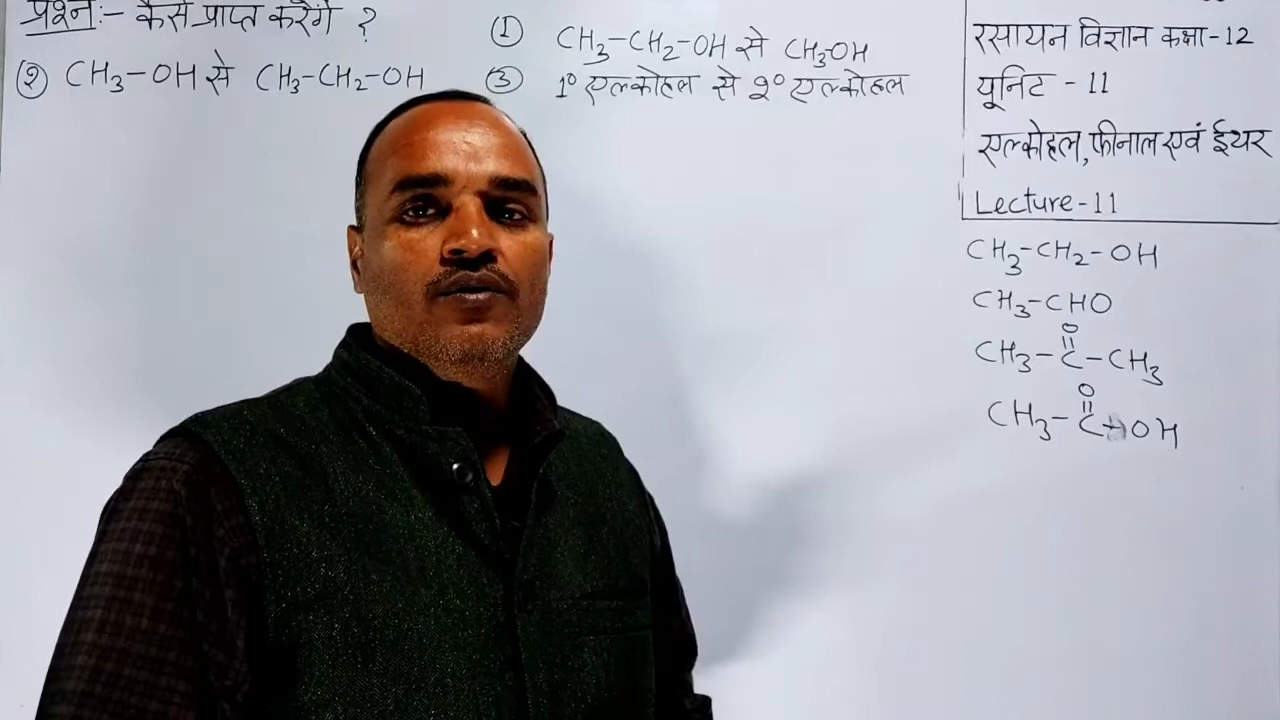 प्रश्न:- कैसे प्राप्त करेंगे ?
① CH₃-CH₂-OH से CH₃OH
② CH₃-OH से CH₃-CH₂-OH
③ 1° एल्कोहल से 2° एल्कोहल
रसायन विज्ञान कक्षा-12
यूनिट - 11
एल्कोहल, फीनाल एवं ईथर
Lecture-11
CH₃-CH₂-OH
CH₃-CHO
O
CH₃-C-CH₃
O
CH₃-C-OH